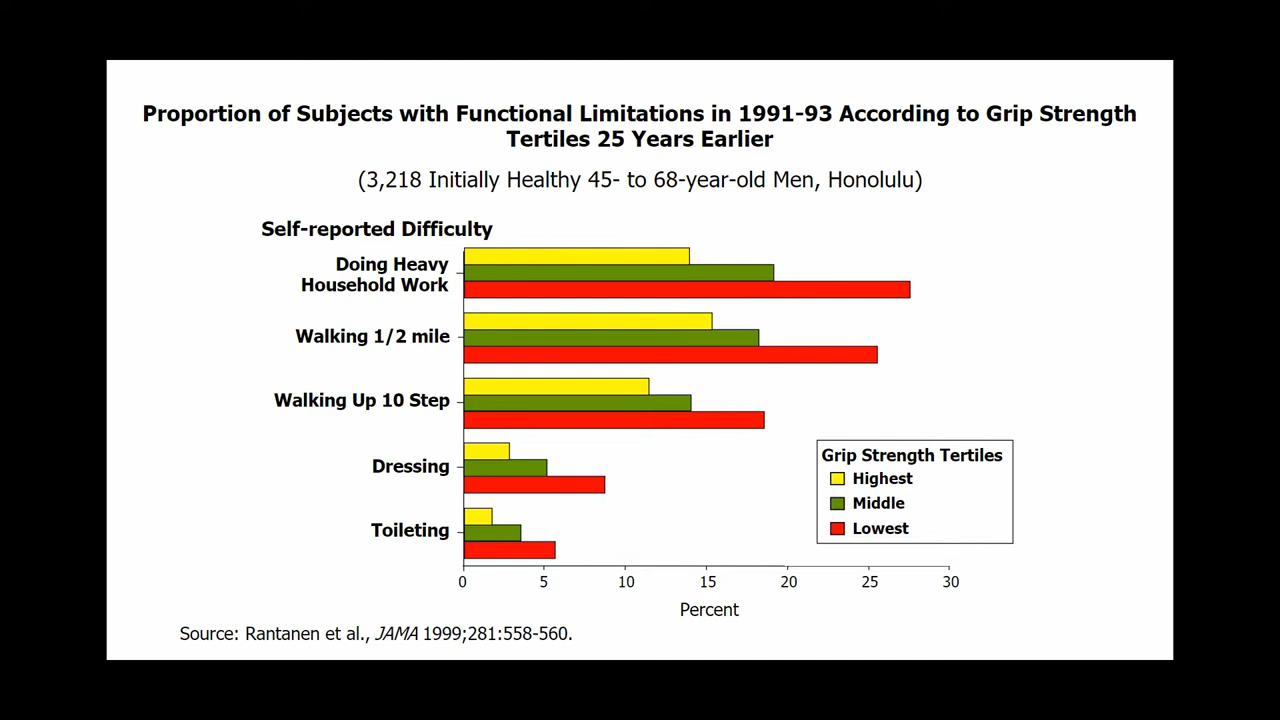 Proportion of Subjects with Functional Limitations in 1991-93 According to Grip Strength
Tertiles 25 Years Earlier
(3,218 Initially Healthy 45- to 68-year-old Men, Honolulu)
Self-reported Difficulty
Doing Heavy
Household Work
Walking 1/2 mile
Walking Up 10 Step
Dressing
Toileting
Grip Strength Tertiles
Highest
Middle
Lowest
0 5 10 15 20 25 30
Percent
Source: Rantanen et al., JAMA 1999;281:558-560.